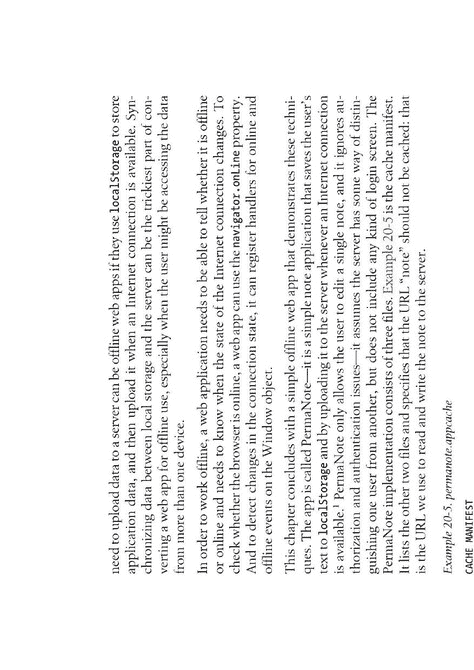 need to upload data to a server can be offline web apps if they use localStorage to store
application data, and then upload it when an Internet connection is available. Syn-
chronizing data between local storage and the server can be the trickiest part of con-
verting a web app for offline use, especially when the user might be accessing the data
from more than one device.
In order to work offline, a web application needs to be able to tell whether it is offline
or online and needs to know when the state of the Internet connection changes. To
check whether the browser is online, a web app can use the navigator.onLine property.
And to detect changes in the connection state, it can register handlers for online and
offline events on the Window object.
This chapter concludes with a simple offline web app that demonstrates these techni-
ques. The app is called PermaNote—it is a simple note application that saves the user's
text to localStorage and by uploading it to the server whenever an Internet connection
is available.¹ PermaNote only allows the user to edit a single note, and it ignores au-
thorization and authentication issues—it assumes the server has some way of distin-
guishing one user from another, but does not include any kind of login screen. The
PermaNote implementation consists of three files. Example 20-5 is the cache manifest.
It lists the other two files and specifies that the URL “note” should not be cached: that
is the URL we use to read and write the note to the server.
Example 20-5. permanote.appcache
CACHE MANIFEST